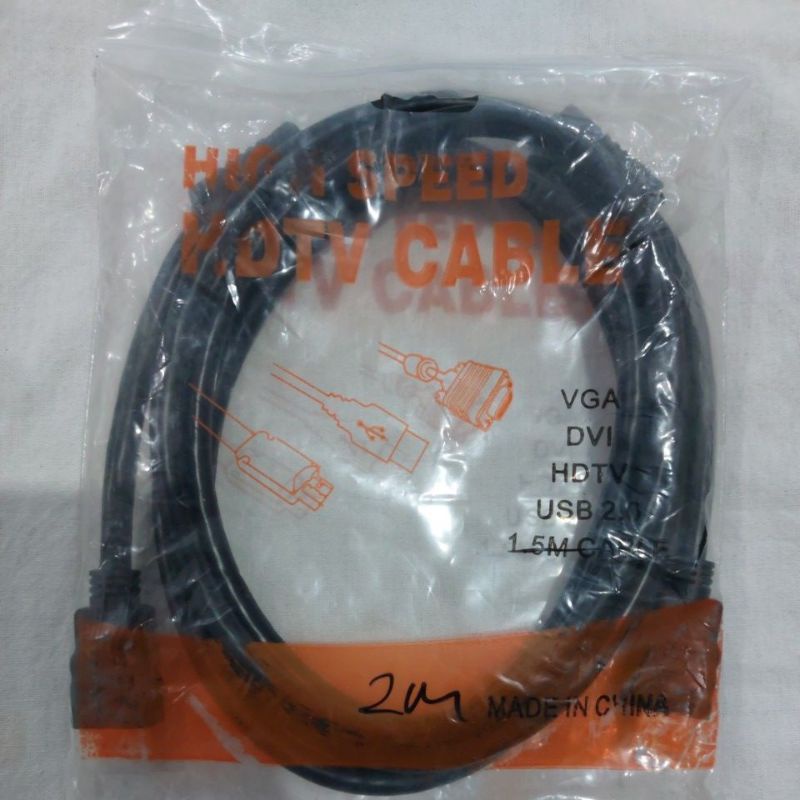 HIGH SPEED
HDTV CABLE
VGA
DVI
HDTV
USB 2.0
1.5M CABLE
2M
MADE IN CHINA